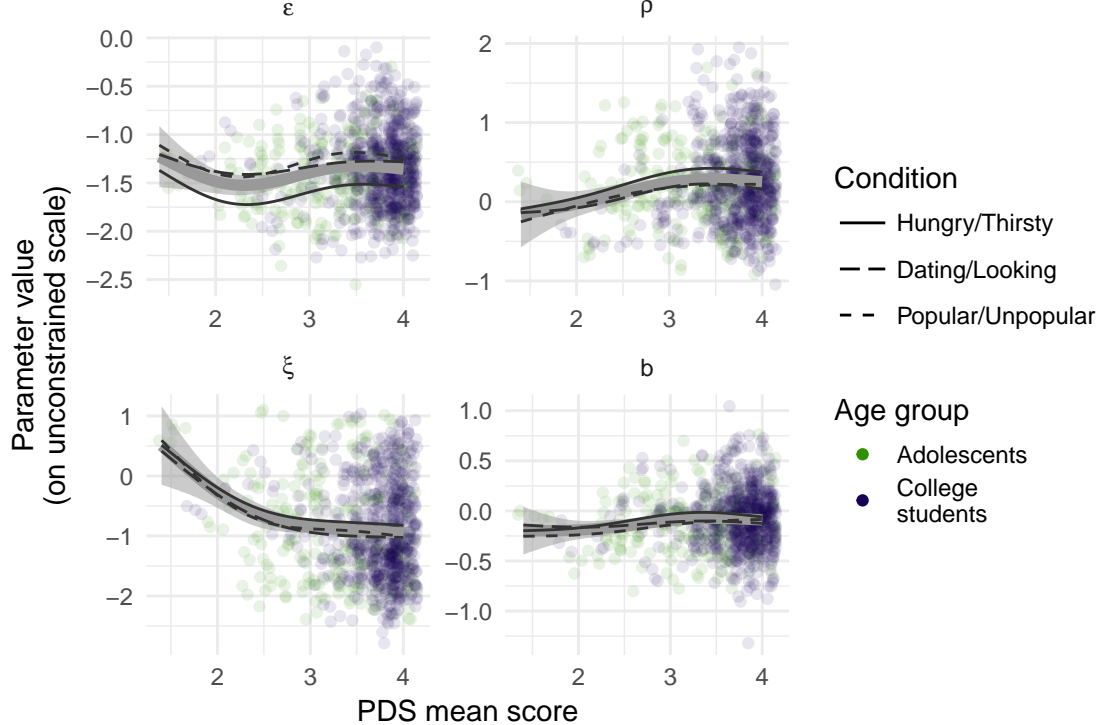 ε
ρ
0.0
−0.5
−1.0
−1.5
−2.0
−2.5
2
1
0
−1
2
3
4
2
3
4
ξ
b
1
0
−1
−2
1.0
0.5
0.0
−0.5
−1.0
2
3
4
2
3
4
Parameter value
(on unconstrained scale)
PDS mean score
Condition
Hungry/Thirsty
Dating/Looking
Popular/Unpopular
Age group
Adolescents
College
students